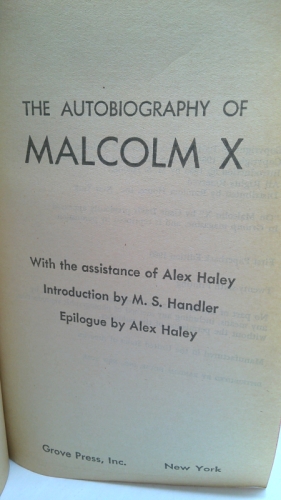 THE AUTOBIOGRAPHY OF
MALCOLM X
With the assistance of Alex Haley
Introduction by M. S. Handler
Epilogue by Alex Haley
Grove Press, Inc. New York